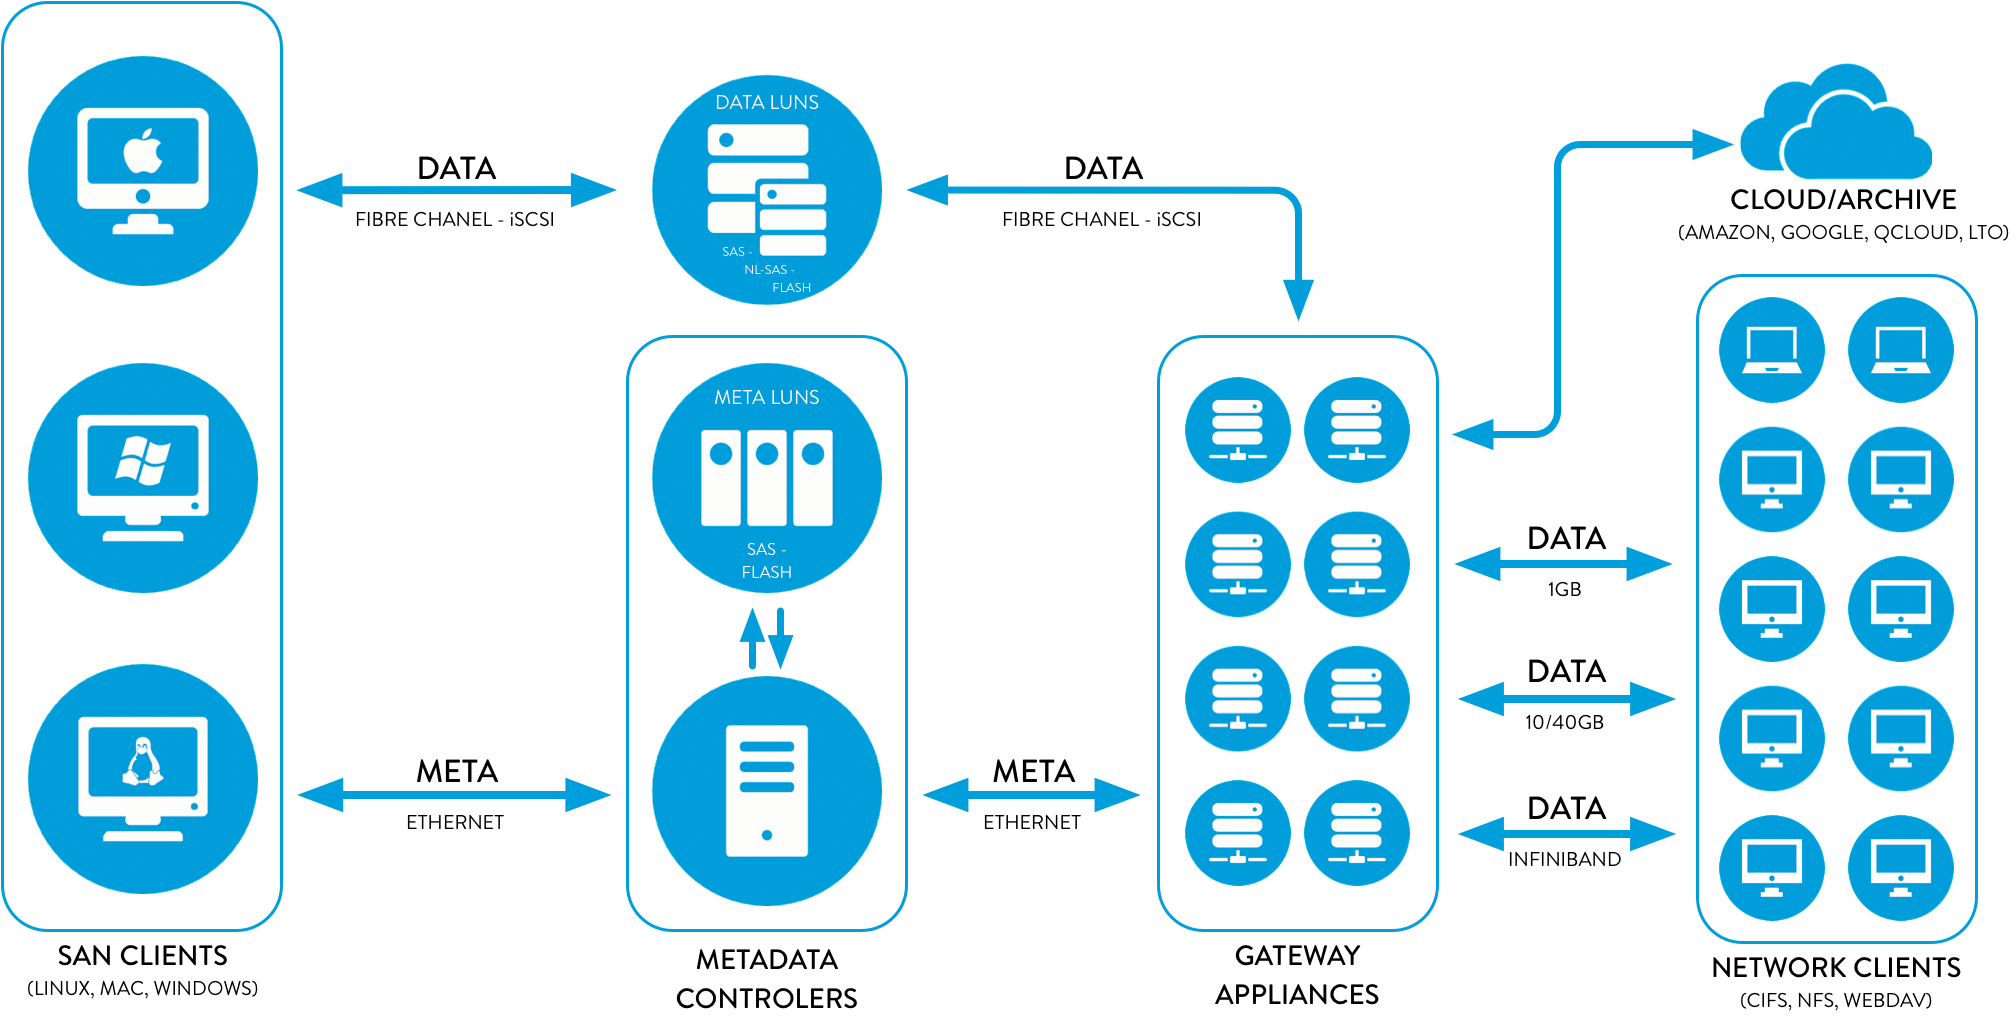 DATA LUNS
SAS -
NL-SAS -
FLASH
DATA
FIBRE CHANEL - iSCSI
DATA
FIBRE CHANEL - iSCSI
CLOUD/ARCHIVE
(AMAZON, GOOGLE, QCLOUD, LTO)
META LUNS
SAS -
FLASH
DATA
1GB
DATA
10/40GB
META
ETHERNET
META
ETHERNET
DATA
INFINIBAND
SAN CLIENTS
(LINUX, MAC, WINDOWS)
METADATA
CONTROLERS
GATEWAY
APPLIANCES
NETWORK CLIENTS
(CIFS, NFS, WEBDAV)